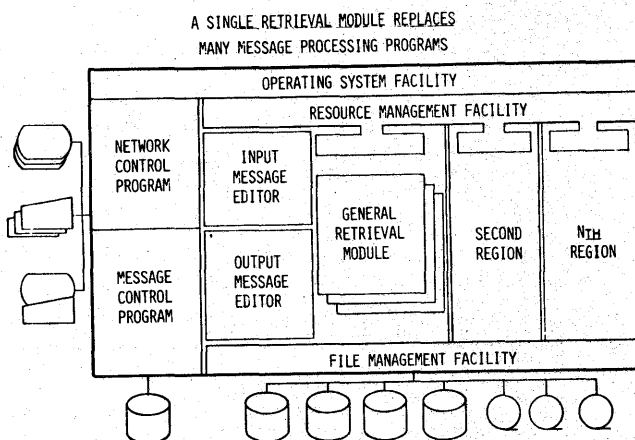 A SINGLE RETRIEVAL MODULE REPLACES
MANY MESSAGE PROCESSING PROGRAMS
OPERATING SYSTEM FACILITY
RESOURCE MANAGEMENT FACILITY
NETWORK
CONTROL
PROGRAM
INPUT
MESSAGE
EDITOR
GENERAL
RETRIEVAL
MODULE
SECOND
REGION
NTH
REGION
MESSAGE
CONTROL
PROGRAM
OUTPUT
MESSAGE
EDITOR
FILE MANAGEMENT FACILITY